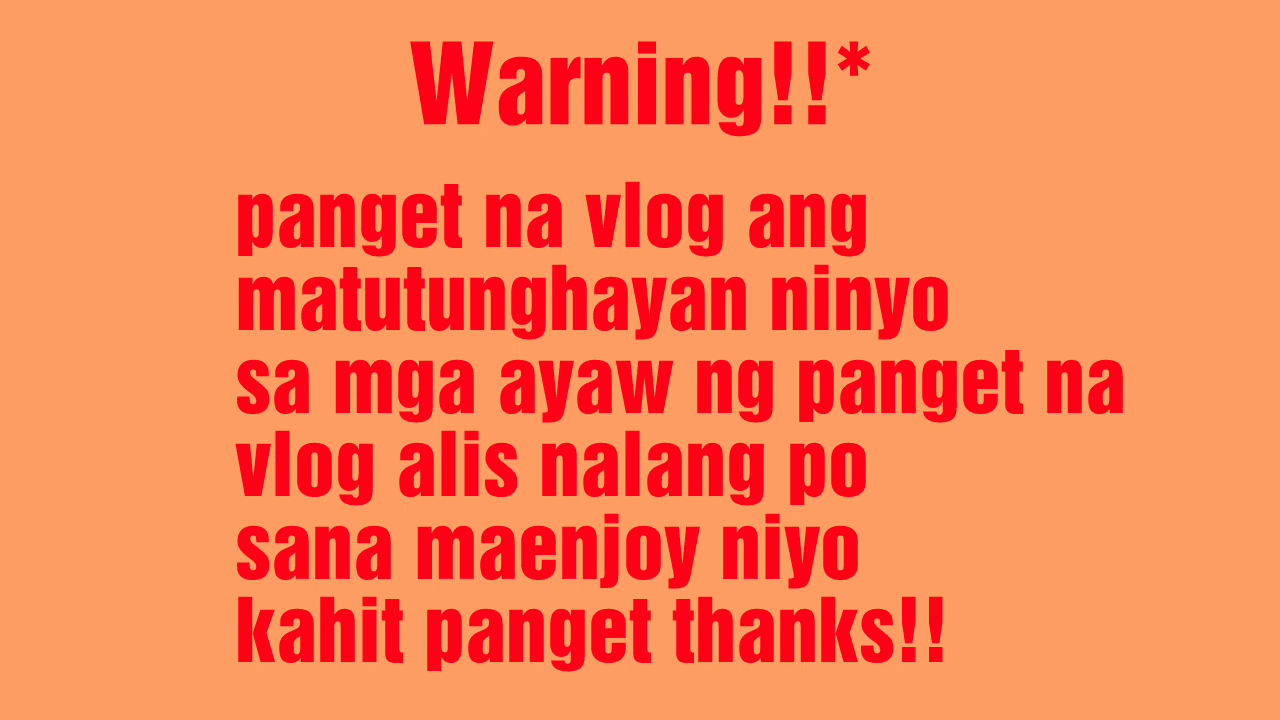 Warning!!*
panget na vlog ang
matutunghayan ninyo
sa mga ayaw ng panget na
vlog alis nalang po
sana maenjoy niyo
kahit panget thanks!!